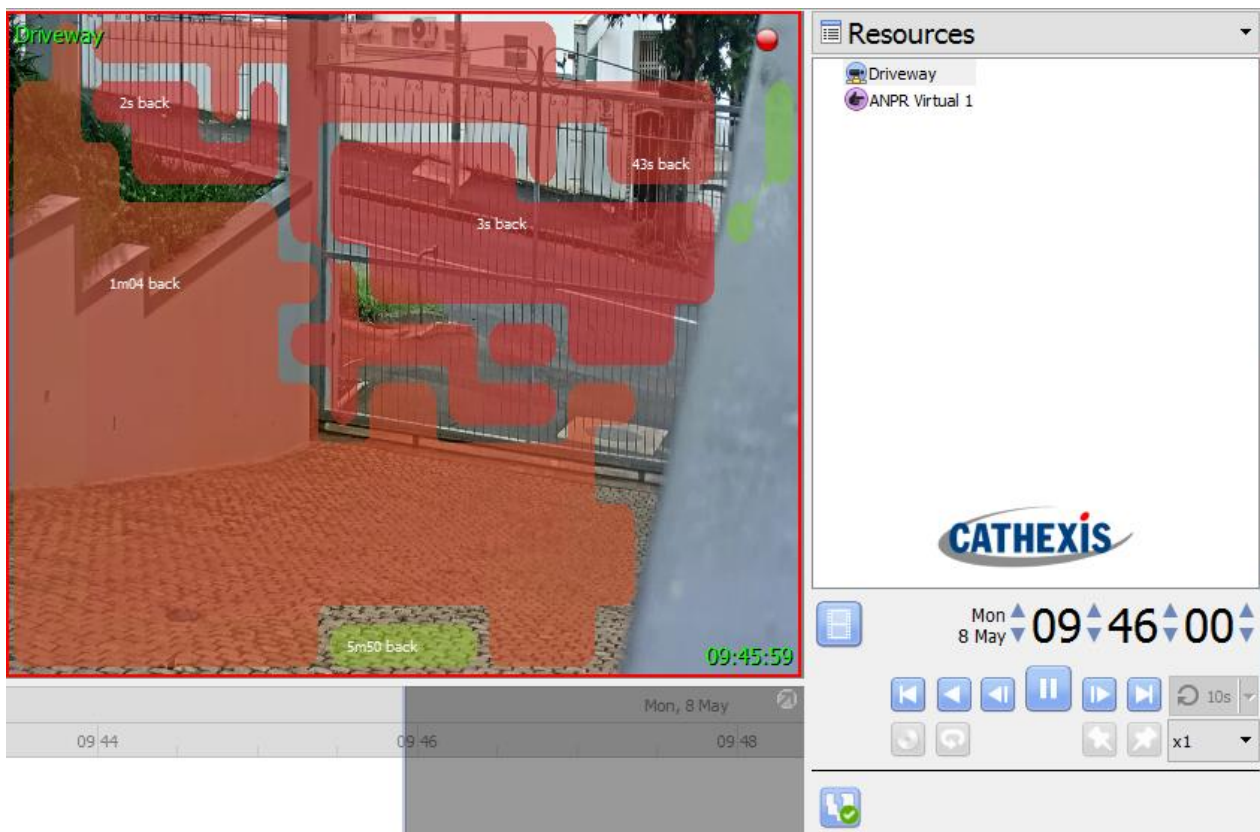 Driveway
2s back
43s back
3s back
1m04 back
5m50 back
09:45:59
Mon, 8 May
09:44
09:46
09:48
Resources
Driveway
ANPR Virtual 1
CATHEXIS
Mon
8 May
09 46 00
10s
x1